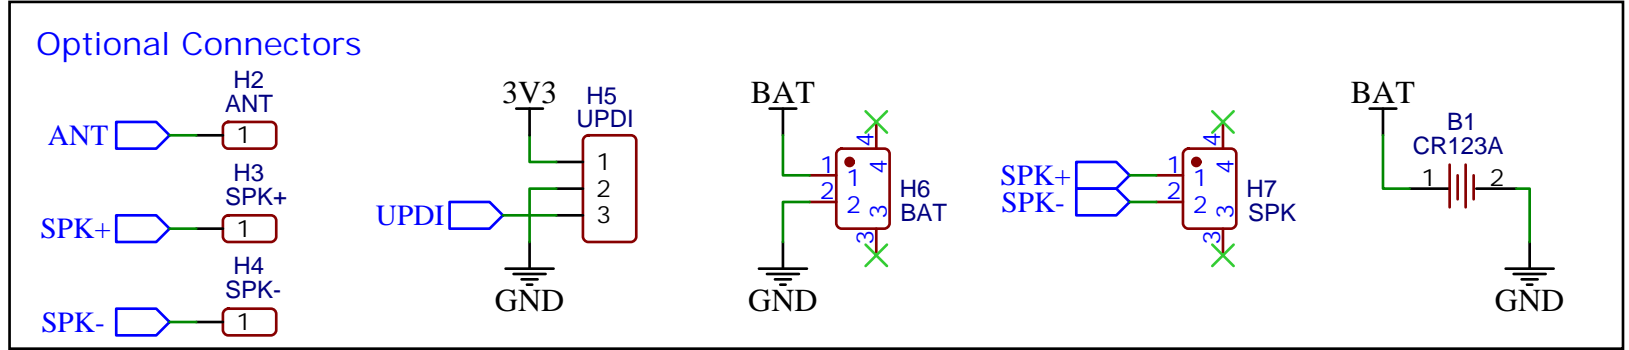 Optional Connectors
H2
ANT
ANT
1
H3
SPK+
SPK+
1
H4
SPK-
SPK-
1
3V3
H5
UPDI
1
2
3
UPDI
GND
BAT
4
1
1
4
2
2
3
3
H6
BAT
GND
4
SPK+
1
1
4
SPK-
2
2
3
3
H7
SPK
BAT
B1
CR123A
1
2
GND